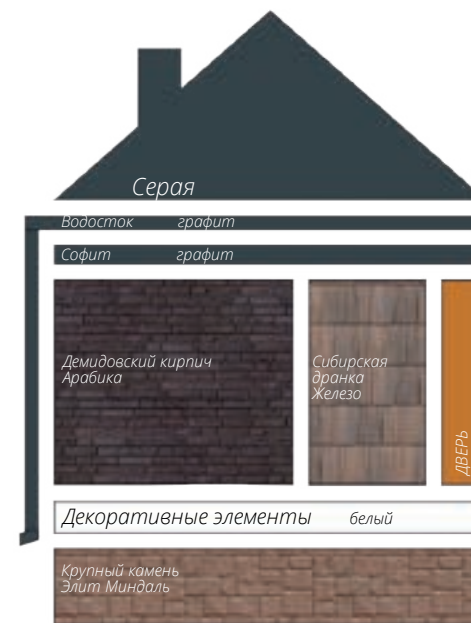 Серая
Водосток графит
Софит графит
Демидовский кирпич
Арабика
Сибирская
дранка
Железо
ДВЕРЬ
Декоративные элементы белый
Крупный камень
Элит Миндаль